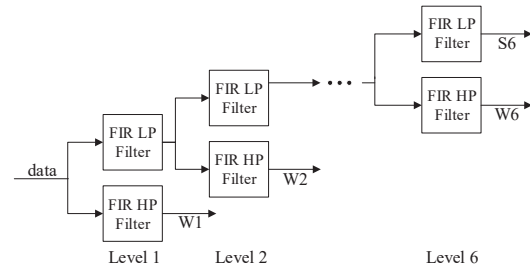 FIR LP
Filter
S6
FIR HP
Filter
W6
FIR LP
Filter
FIR HP
Filter
W2
FIR LP
Filter
data
FIR HP
Filter
W1
Level 1
Level 2
Level 6